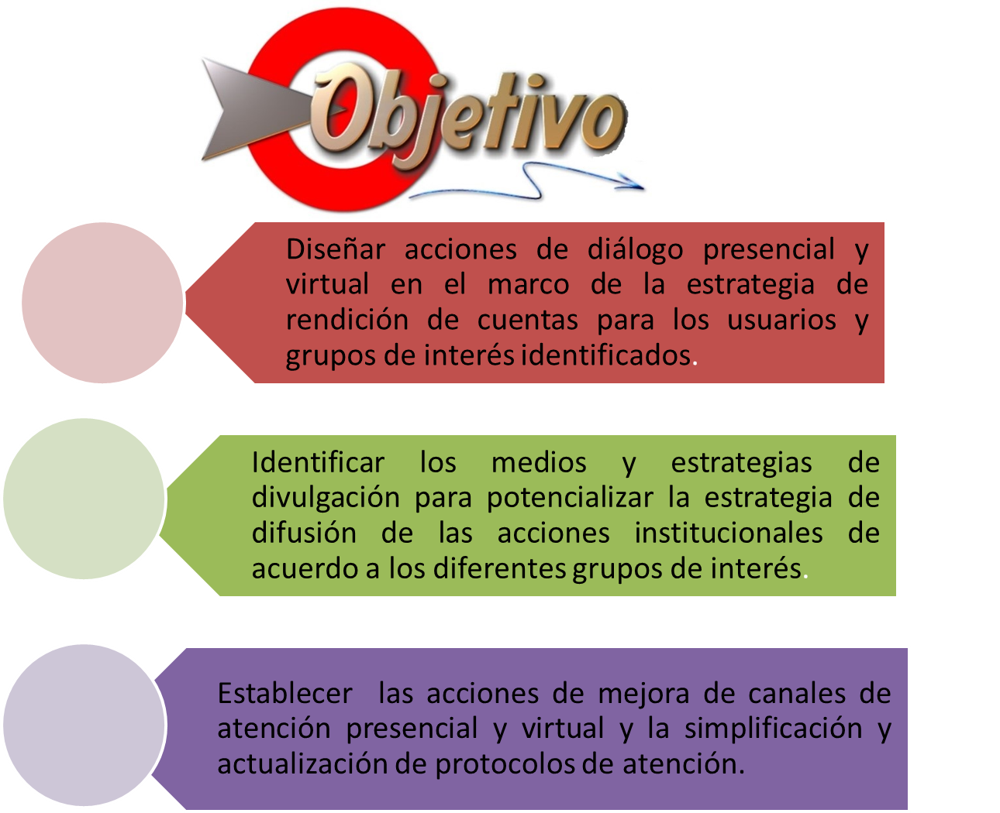 Objetivo
Diseñar acciones de diálogo presencial y
virtual en el marco de la estrategia de
rendición de cuentas para los usuarios y
grupos de interés identificados.
Identificar los medios y estrategias de
divulgación para potencializar la estrategia de
difusión de las acciones institucionales de
acuerdo a los diferentes grupos de interés.
Establecer las acciones de mejora de canales de
atención presencial y virtual y la simplificación y
actualización de protocolos de atención.